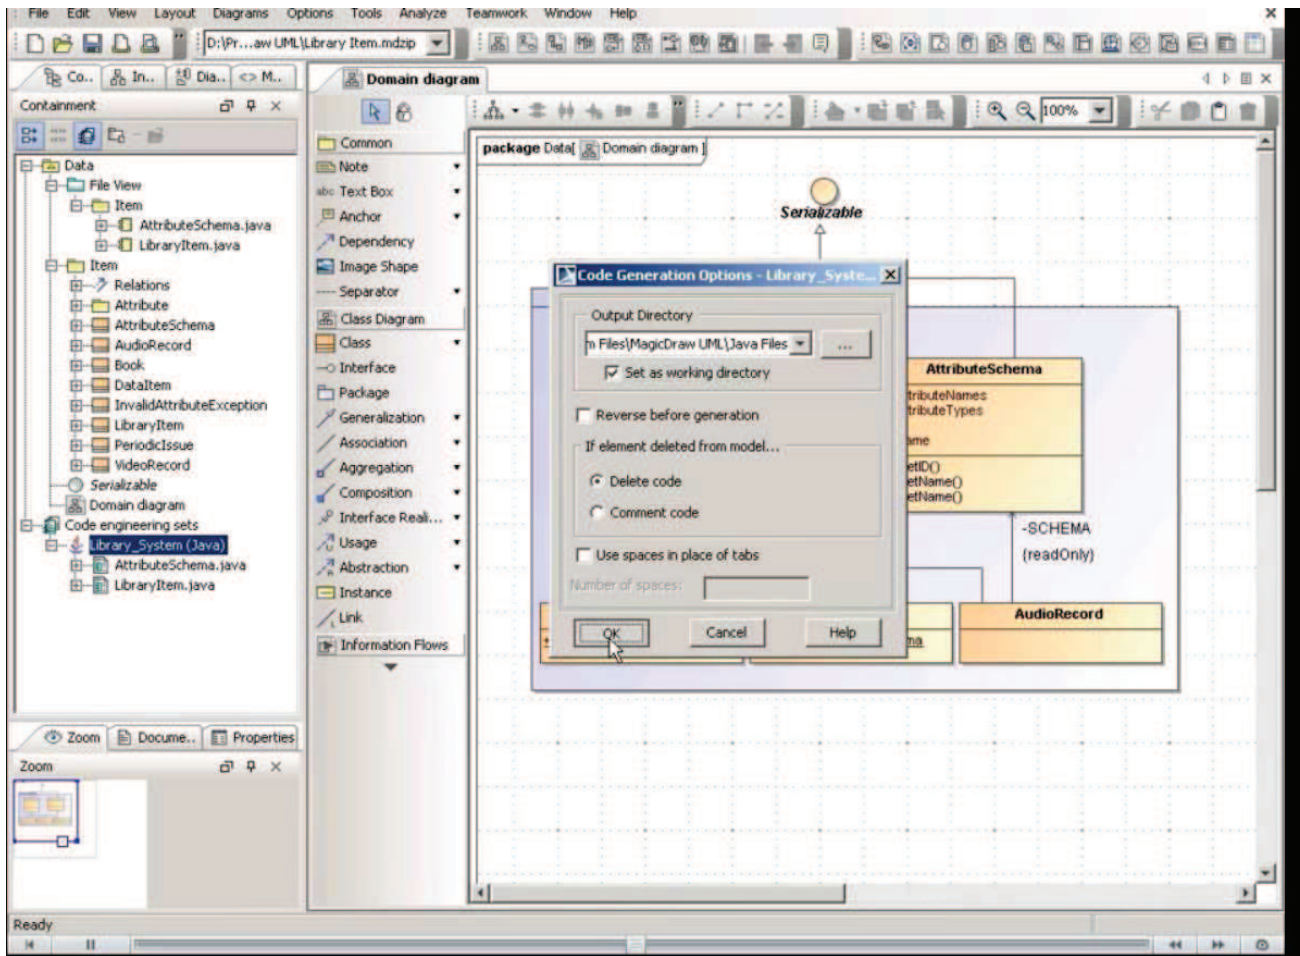 File Edit View Layout Diagrams Options Tools Analyze Teamwork Window Help
D:\Pr...aw UML\Library Item.mdzip
Co.. In.. Dia.. <> M..
Containment
Data
File View
Item
AttributeSchema.java
LibraryItem.java
Item
Relations
Attribute
AttributeSchema
AudioRecord
Book
DataItem
InvalidAttributeException
LibraryItem
PeriodicIssue
VideoRecord
Serializable
Domain diagram
Code engineering sets
Library_System (Java)
AttributeSchema.java
LibraryItem.java
Zoom Docume.. Properties
Zoom
Domain diagram
Common
Note
abc Text Box
Anchor
Dependency
Image Shape
Separator
Class Diagram
Class
Interface
Package
Generalization
Association
Aggregation
Composition
Interface Reali...
Usage
Abstraction
Instance
Link
Information Flows
100%
package Data[ Domain diagram ]
Serializable
Code Generation Options - Library_Syste...
Output Directory
m Files\MagicDraw UML\Java Files
...
Set as working directory
Reverse before generation
If element deleted from model...
Delete code
Comment code
Use spaces in place of tabs
Number of spaces:
OK Cancel Help
AttributeSchema
tributeNames
tributeTypes
ame
etID()
etName()
etName()
-SCHEMA
{readOnly}
AudioRecord
ma
Ready